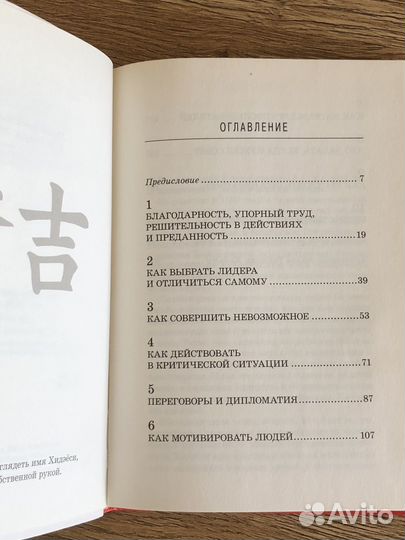 吉
глядеть имя Хидэёси,
бственной рукой.
ОГЛАВЛЕНИЕ
Предисловие 7
1
БЛАГОДАРНОСТЬ, УПОРНЫЙ ТРУД,
РЕШИТЕЛЬНОСТЬ В ДЕЙСТВИЯХ
И ПРЕДАННОСТЬ 19
2
КАК ВЫБРАТЬ ЛИДЕРА
И ОТЛИЧИТЬСЯ САМОМУ 39
3
КАК СОВЕРШИТЬ НЕВОЗМОЖНОЕ 53
4
КАК ДЕЙСТВОВАТЬ
В КРИТИЧЕСКОЙ СИТУАЦИИ 71
5
ПЕРЕГОВОРЫ И ДИПЛОМАТИЯ 87
6
КАК МОТИВИРОВАТЬ ЛЮДЕЙ 107
Avito